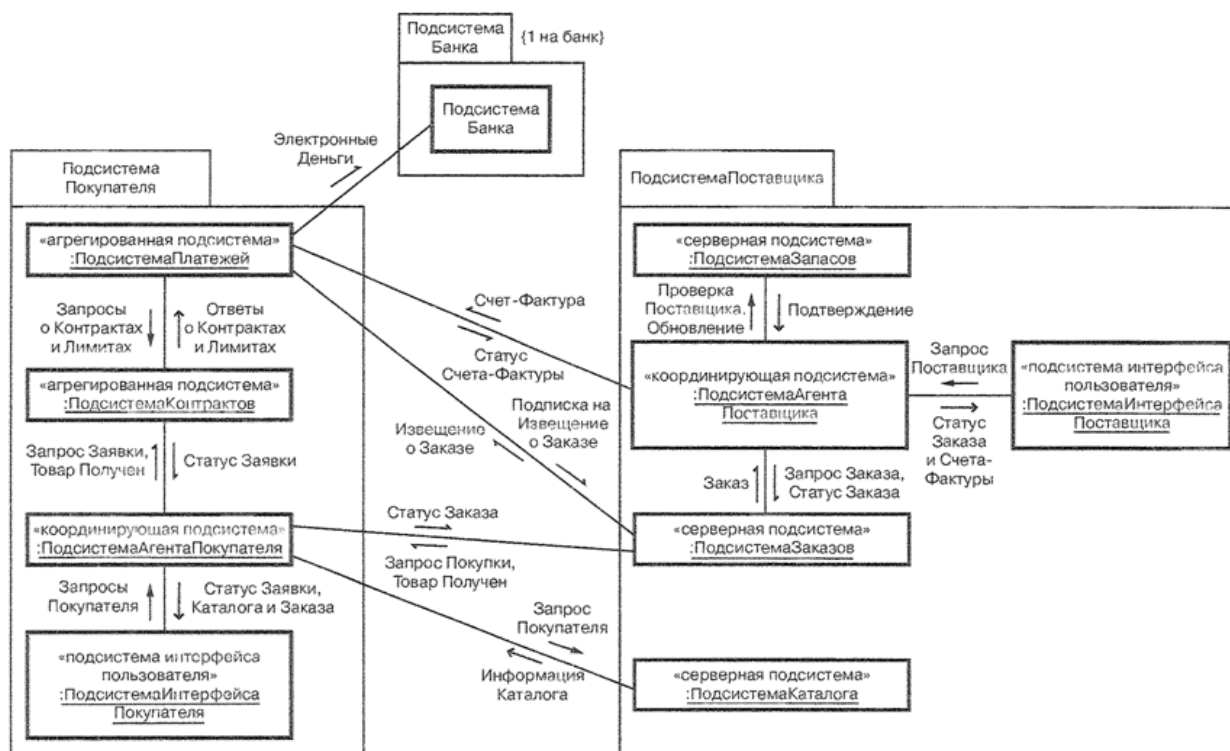 Подсистема
Банка
{1 на банк}
Подсистема
Банка
Электронные
Деньги
Подсистема
Покупателя
ПодсистемаПоставщика
«агрегированная подсистема»
:ПодсистемаПлатежей
«серверная подсистема»
:ПодсистемаЗапасов
Запросы
о Контрактах
и Лимитах
Ответы
о Контрактах
и Лимитах
Счет-Фактура
Статус
Счета-Фактуры
Проверка
Поставщика.
Обновление
Подтверждение
«агрегированная подсистема»
:ПодсистемаКонтрактов
«координирующая подсистема»
:ПодсистемаАгента
Поставщика
Запрос
Поставщика
«подсистема интерфейса
пользователя»
:ПодсистемаИнтерфейса
Поставщика
Статус
Заказа
и Счета-
Фактуры
Запрос Заявки,
Товар Получен
Статус Заявки
Извещение
о Заказе
Подписка на
Извещение
о Заказе
Заказ
Запрос Заказа,
Статус Заказа
«координирующая подсистема»
:ПодсистемаАгентаПокупателя
Статус Заказа
Запрос Покупки,
Товар Получен
«серверная подсистема»
:ПодсистемаЗаказов
Запросы
Покупателя
Статус Заявки,
Каталога и Заказа
Запрос
Покупателя
Информация
Каталога
«подсистема интерфейса
пользователя»
:ПодсистемаИнтерфейса
Покупателя
«серверная подсистема»
:ПодсистемаКаталога